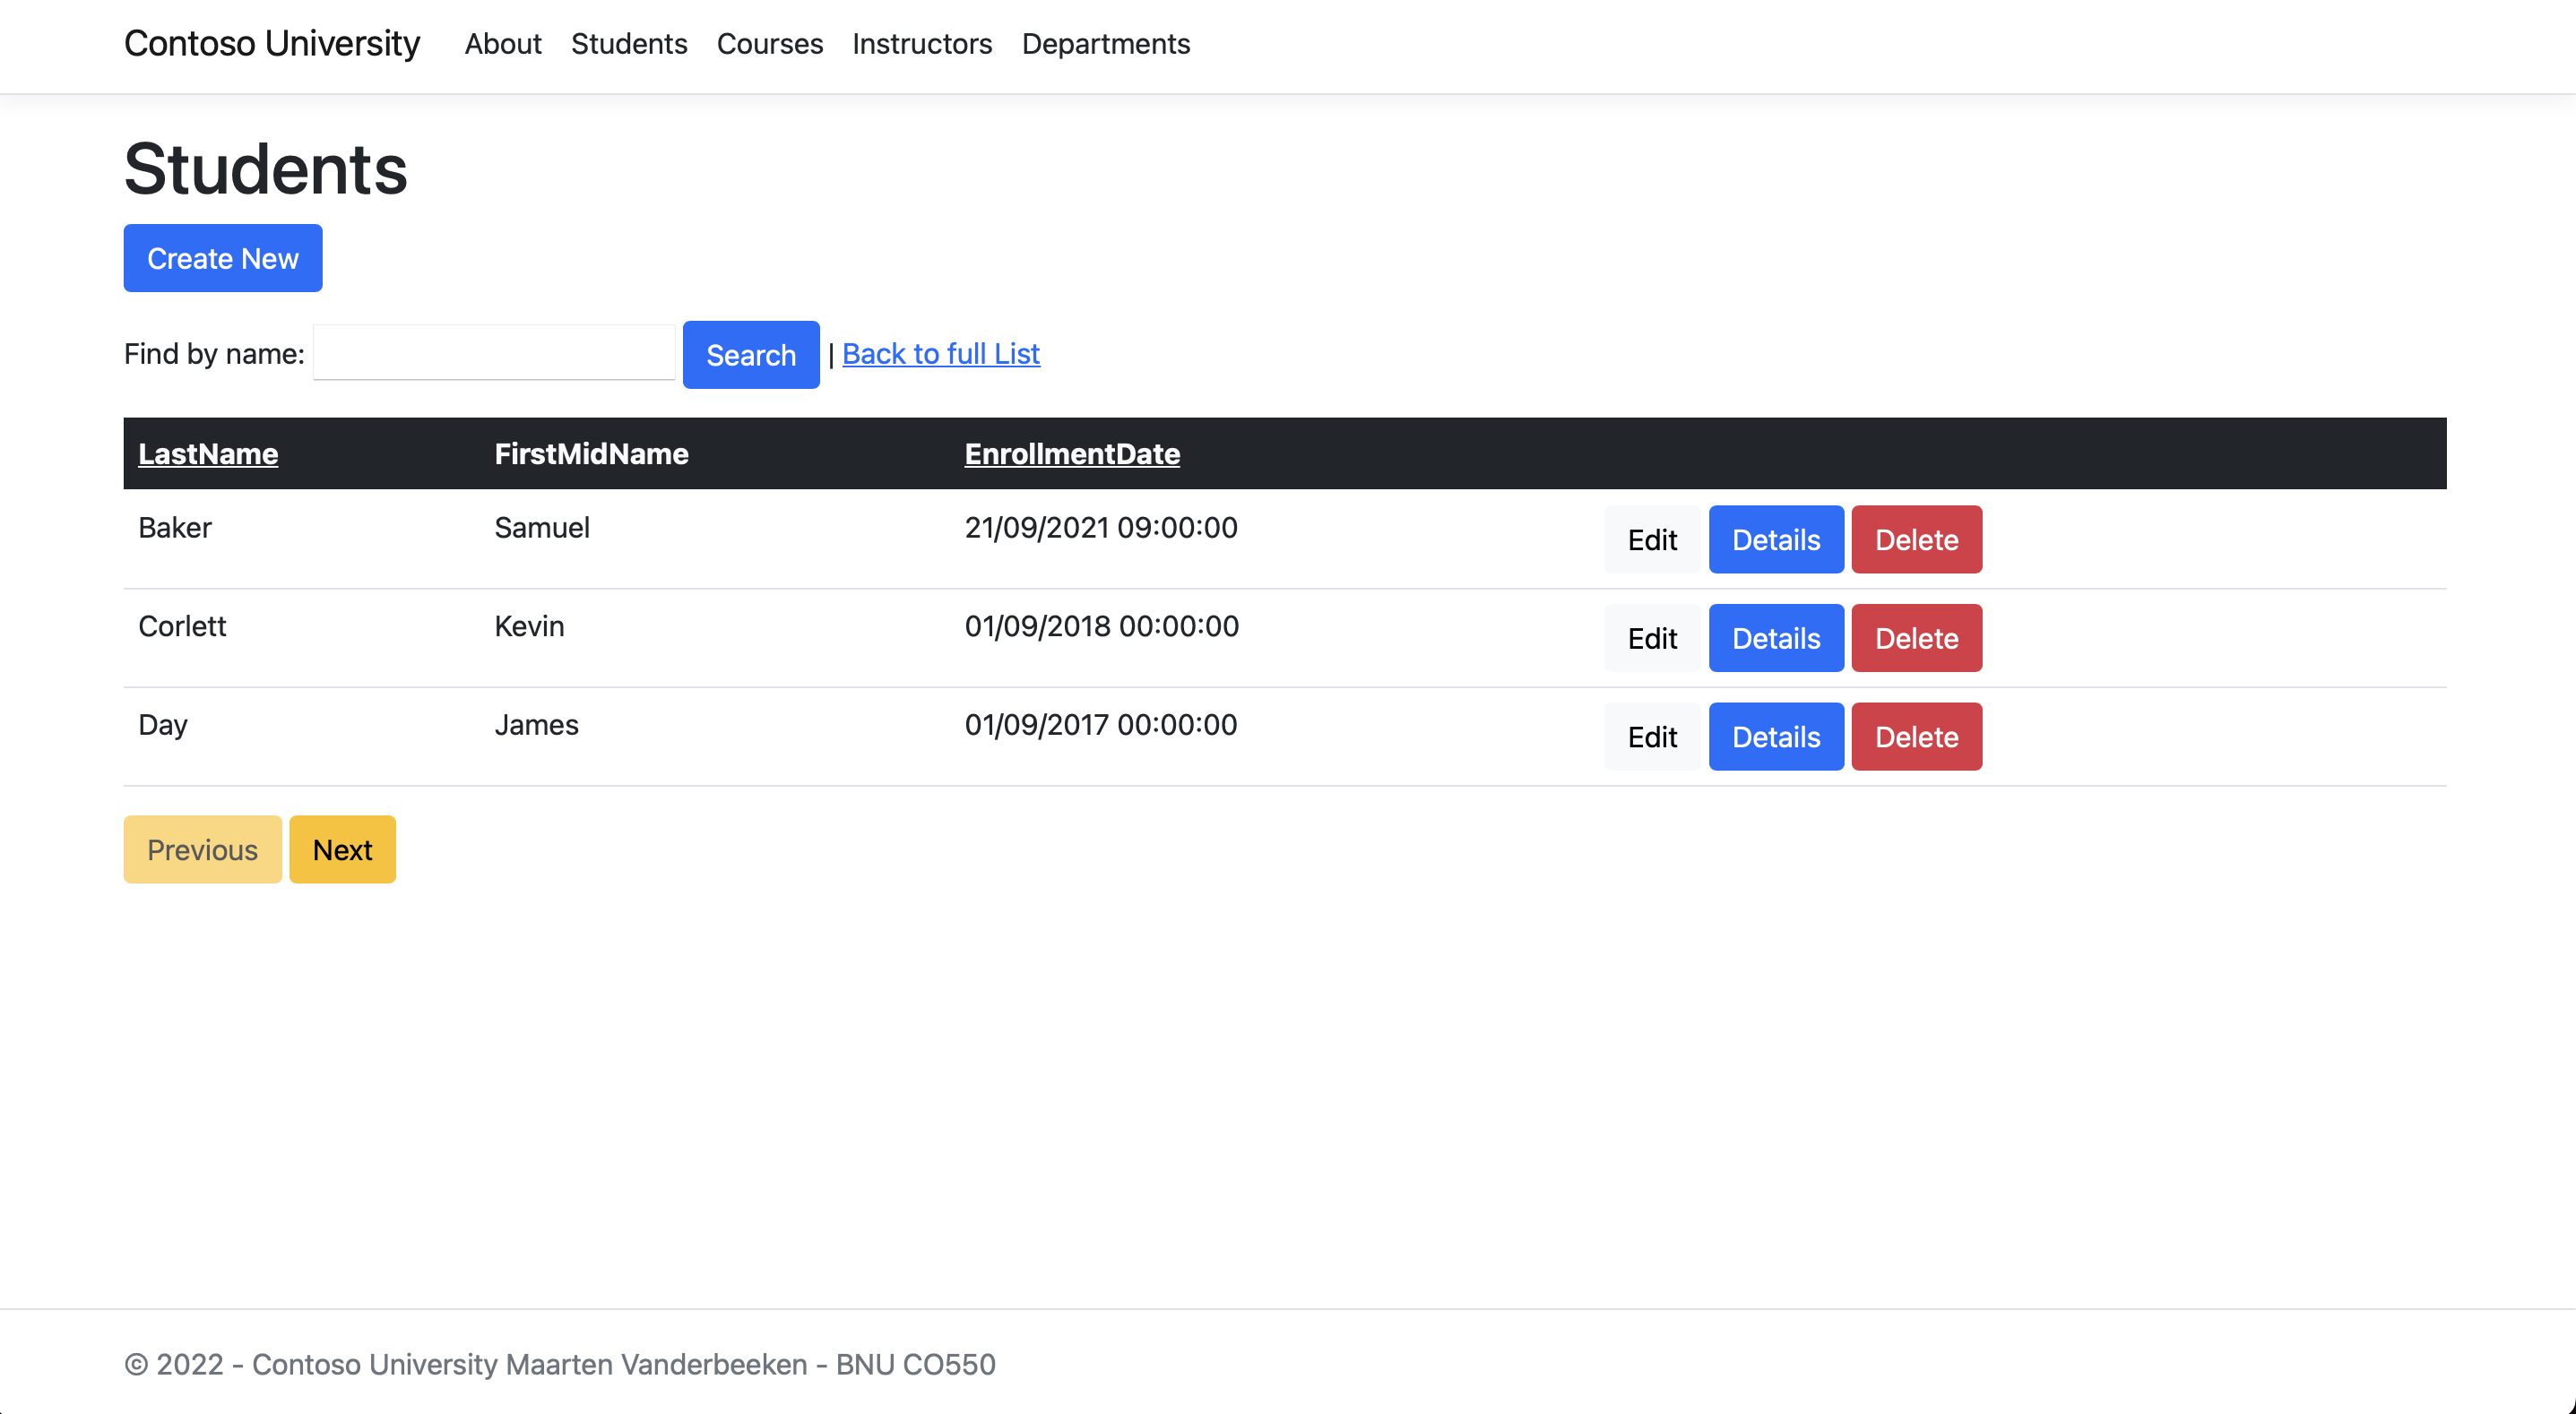 Contoso University About Students Courses Instructors Departments
Students
Create New
Find by name: Search | Back to full List
LastName FirstMidName EnrollmentDate
Baker Samuel 21/09/2021 09:00:00 Edit Details Delete
Corlett Kevin 01/09/2018 00:00:00 Edit Details Delete
Day James 01/09/2017 00:00:00 Edit Details Delete
Previous Next
© 2022 - Contoso University Maarten Vanderbeeken - BNU CO550